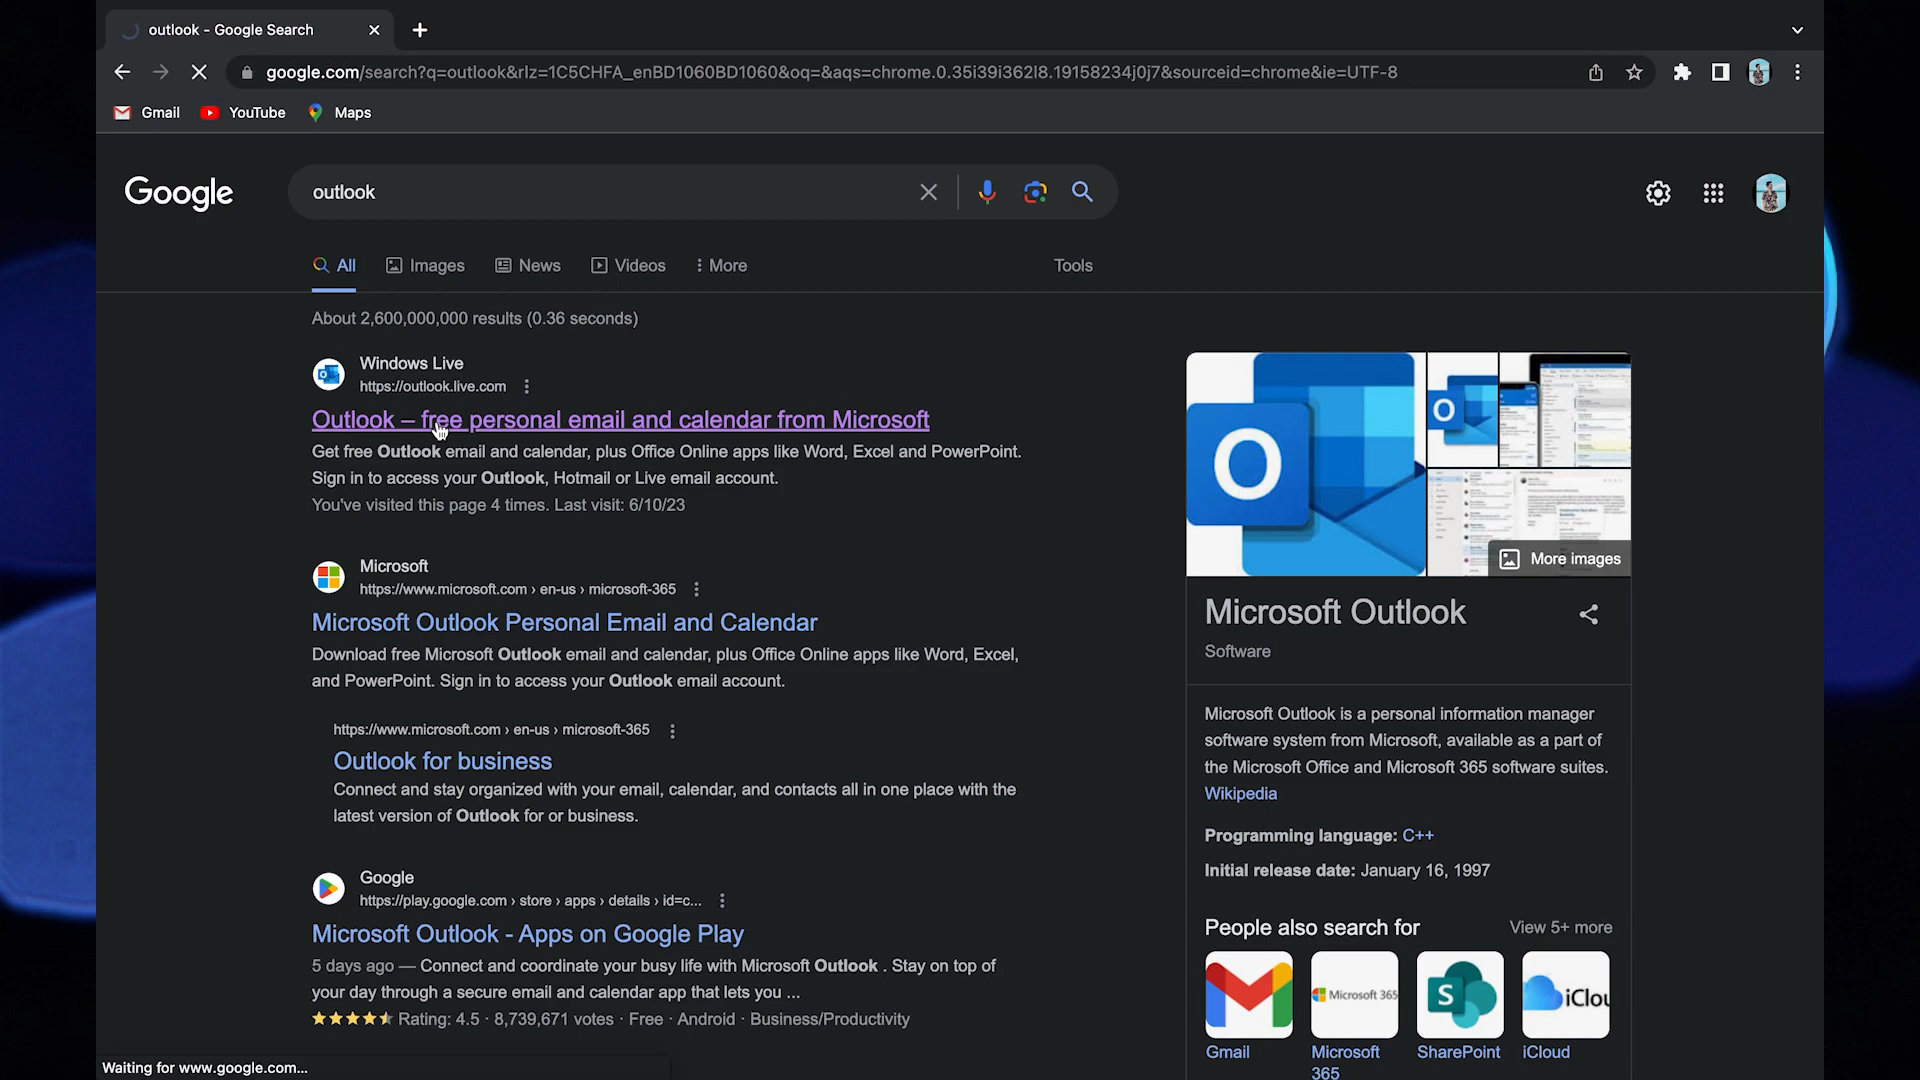 outlook - Google Search
google.com/search?q=outlook&rlz=1C5CHFA_enBD1060BD1060&oq=&aqs=chrome.0.35i39i362l8.19158234j0j7&sourceid=chrome&ie=UTF-8
Gmail YouTube Maps
Google
outlook
All Images News Videos More Tools
About 2,600,000,000 results (0.36 seconds)
Windows Live
https://outlook.live.com
Outlook – free personal email and calendar from Microsoft
Get free Outlook email and calendar, plus Office Online apps like Word, Excel and PowerPoint.
Sign in to access your Outlook, Hotmail or Live email account.
You've visited this page 4 times. Last visit: 6/10/23
Microsoft
https://www.microsoft.com › en-us › microsoft-365
Microsoft Outlook Personal Email and Calendar
Download free Microsoft Outlook email and calendar, plus Office Online apps like Word, Excel,
and PowerPoint. Sign in to access your Outlook email account.
https://www.microsoft.com › en-us › microsoft-365
Outlook for business
Connect and stay organized with your email, calendar, and contacts all in one place with the
latest version of Outlook for or business.
Google
https://play.google.com › store › apps › details › id=c...
Microsoft Outlook - Apps on Google Play
5 days ago — Connect and coordinate your busy life with Microsoft Outlook . Stay on top of
your day through a secure email and calendar app that lets you ...
Rating: 4.5 · 8,739,671 votes · Free · Android · Business/Productivity
More images
Microsoft Outlook
Software
Microsoft Outlook is a personal information manager
software system from Microsoft, available as a part of
the Microsoft Office and Microsoft 365 software suites.
Wikipedia
Programming language: C++
Initial release date: January 16, 1997
People also search for View 5+ more
Microsoft 365
iClou
Gmail Microsoft SharePoint iCloud
365
Waiting for www.google.com...